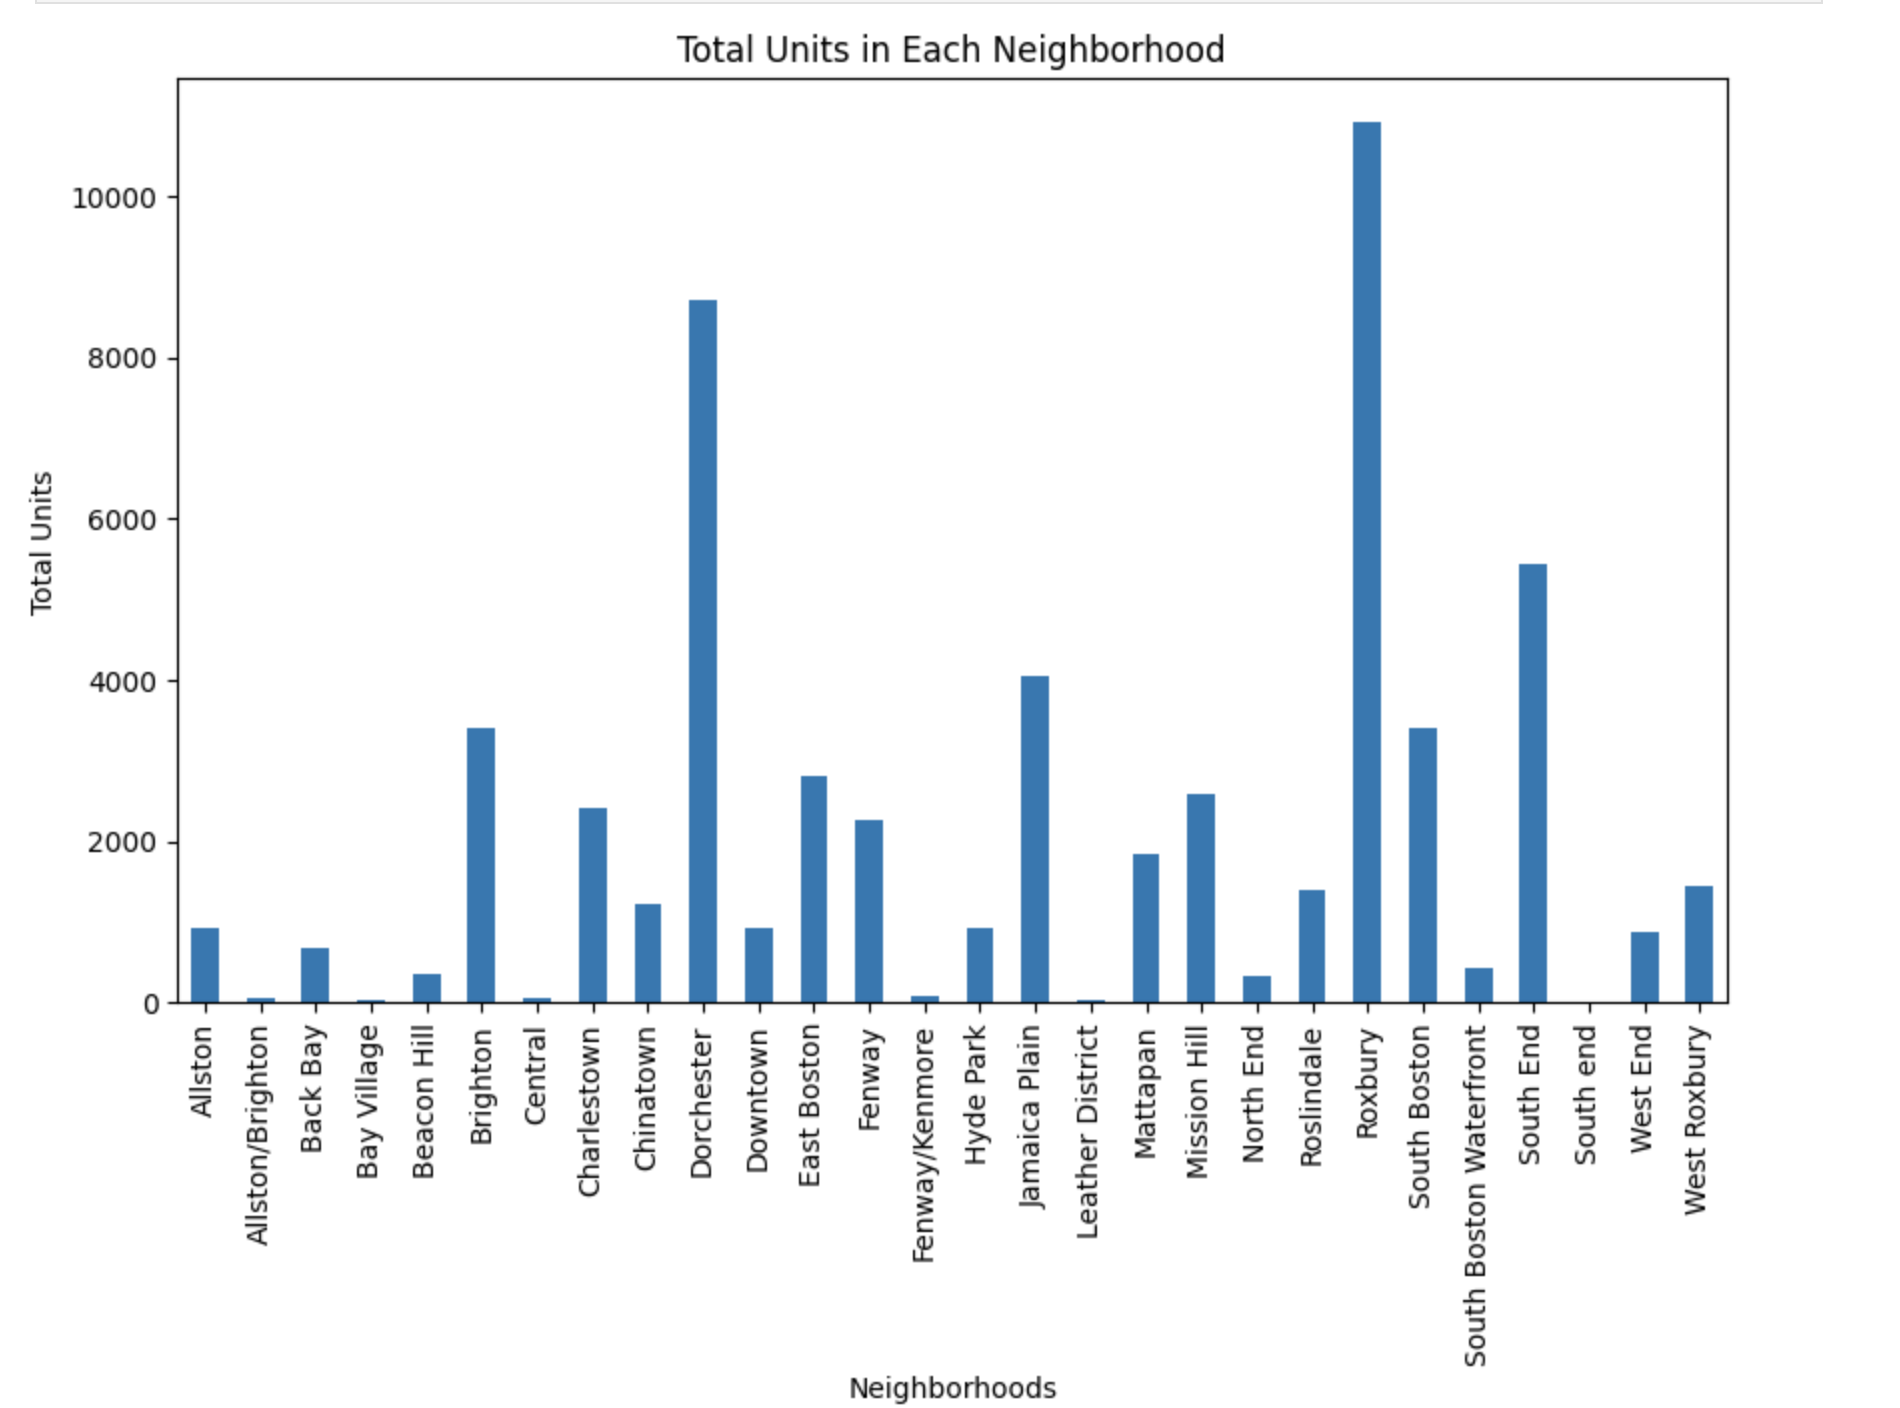 Total Units in Each Neighborhood
Total Units
10000
8000
6000
4000
2000
0
Allston
Allston/Brighton
Back Bay
Bay Village
Beacon Hill
Brighton
Central
Charlestown
Chinatown
Dorchester
Downtown
East Boston
Fenway
Fenway/Kenmore
Hyde Park
Jamaica Plain
Leather District
Mattapan
Mission Hill
North End
Roslindale
Roxbury
South Boston
South Boston Waterfront
South End
South end
West End
West Roxbury
Neighborhoods